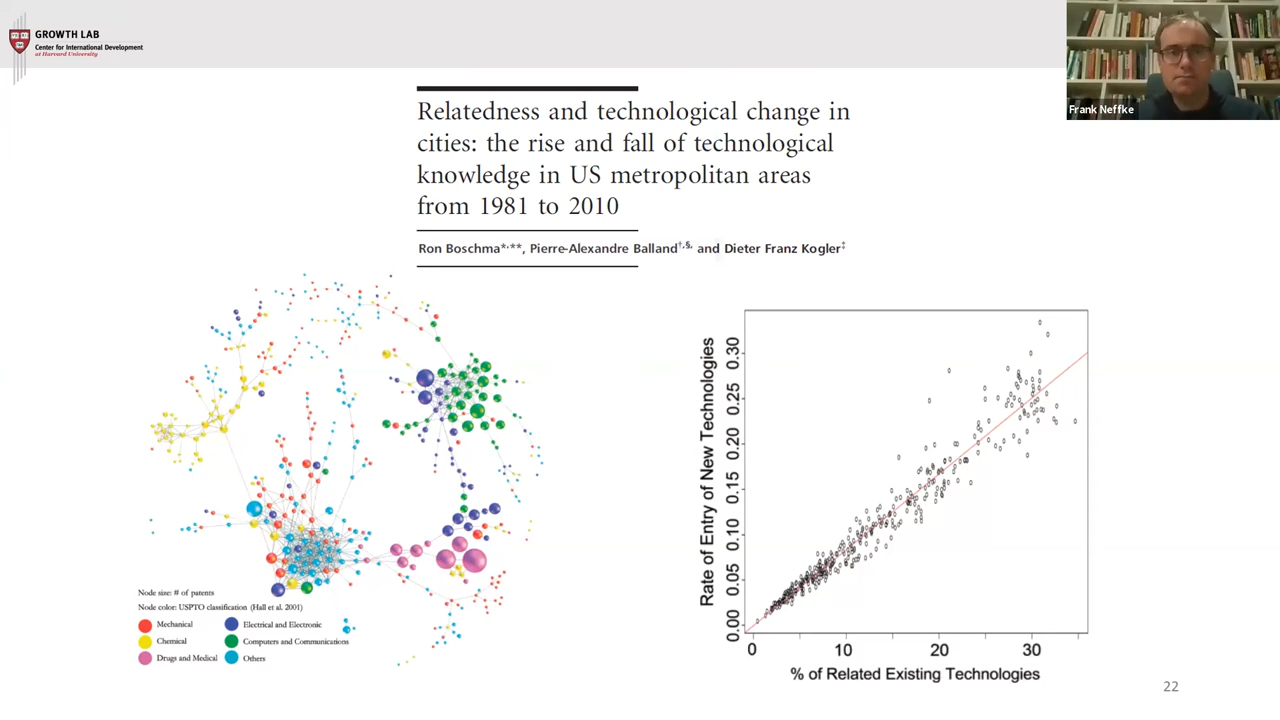 GROWTH LAB
Center for International Development
at Harvard University
Frank Neffke
Relatedness and technological change in
cities: the rise and fall of technological
knowledge in US metropolitan areas
from 1981 to 2010
Ron Boschma*,**, Pierre-Alexandre Balland†,§, and Dieter Franz Kogler‡
Node size: # of patents
Node color: USPTO classification (Hall et al. 2001)
Mechanical
Electrical and Electronic
Chemical
Computers and Communications
Drugs and Medical
Others
Rate of Entry of New Technologies
0.30
0.25
0.20
0.15
0.10
0.05
0.00
0 10 20 30
% of Related Existing Technologies
22